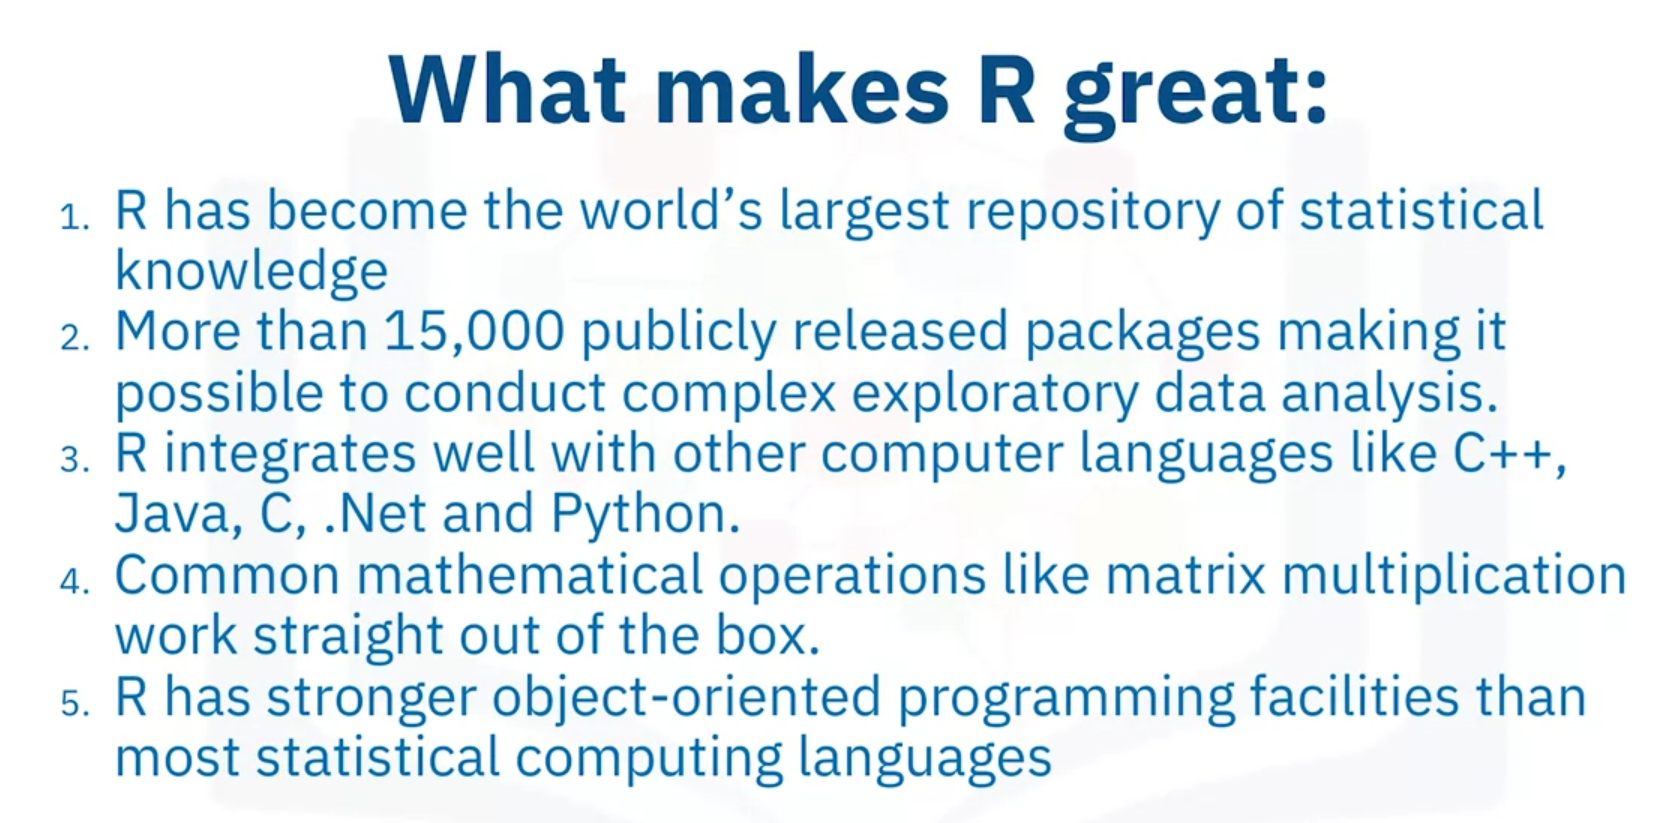 What makes R great:
1. R has become the world’s largest repository of statistical
knowledge
2. More than 15,000 publicly released packages making it
possible to conduct complex exploratory data analysis.
3. R integrates well with other computer languages like C++,
Java, C, .Net and Python.
4. Common mathematical operations like matrix multiplication
work straight out of the box.
5. R has stronger object-oriented programming facilities than
most statistical computing languages